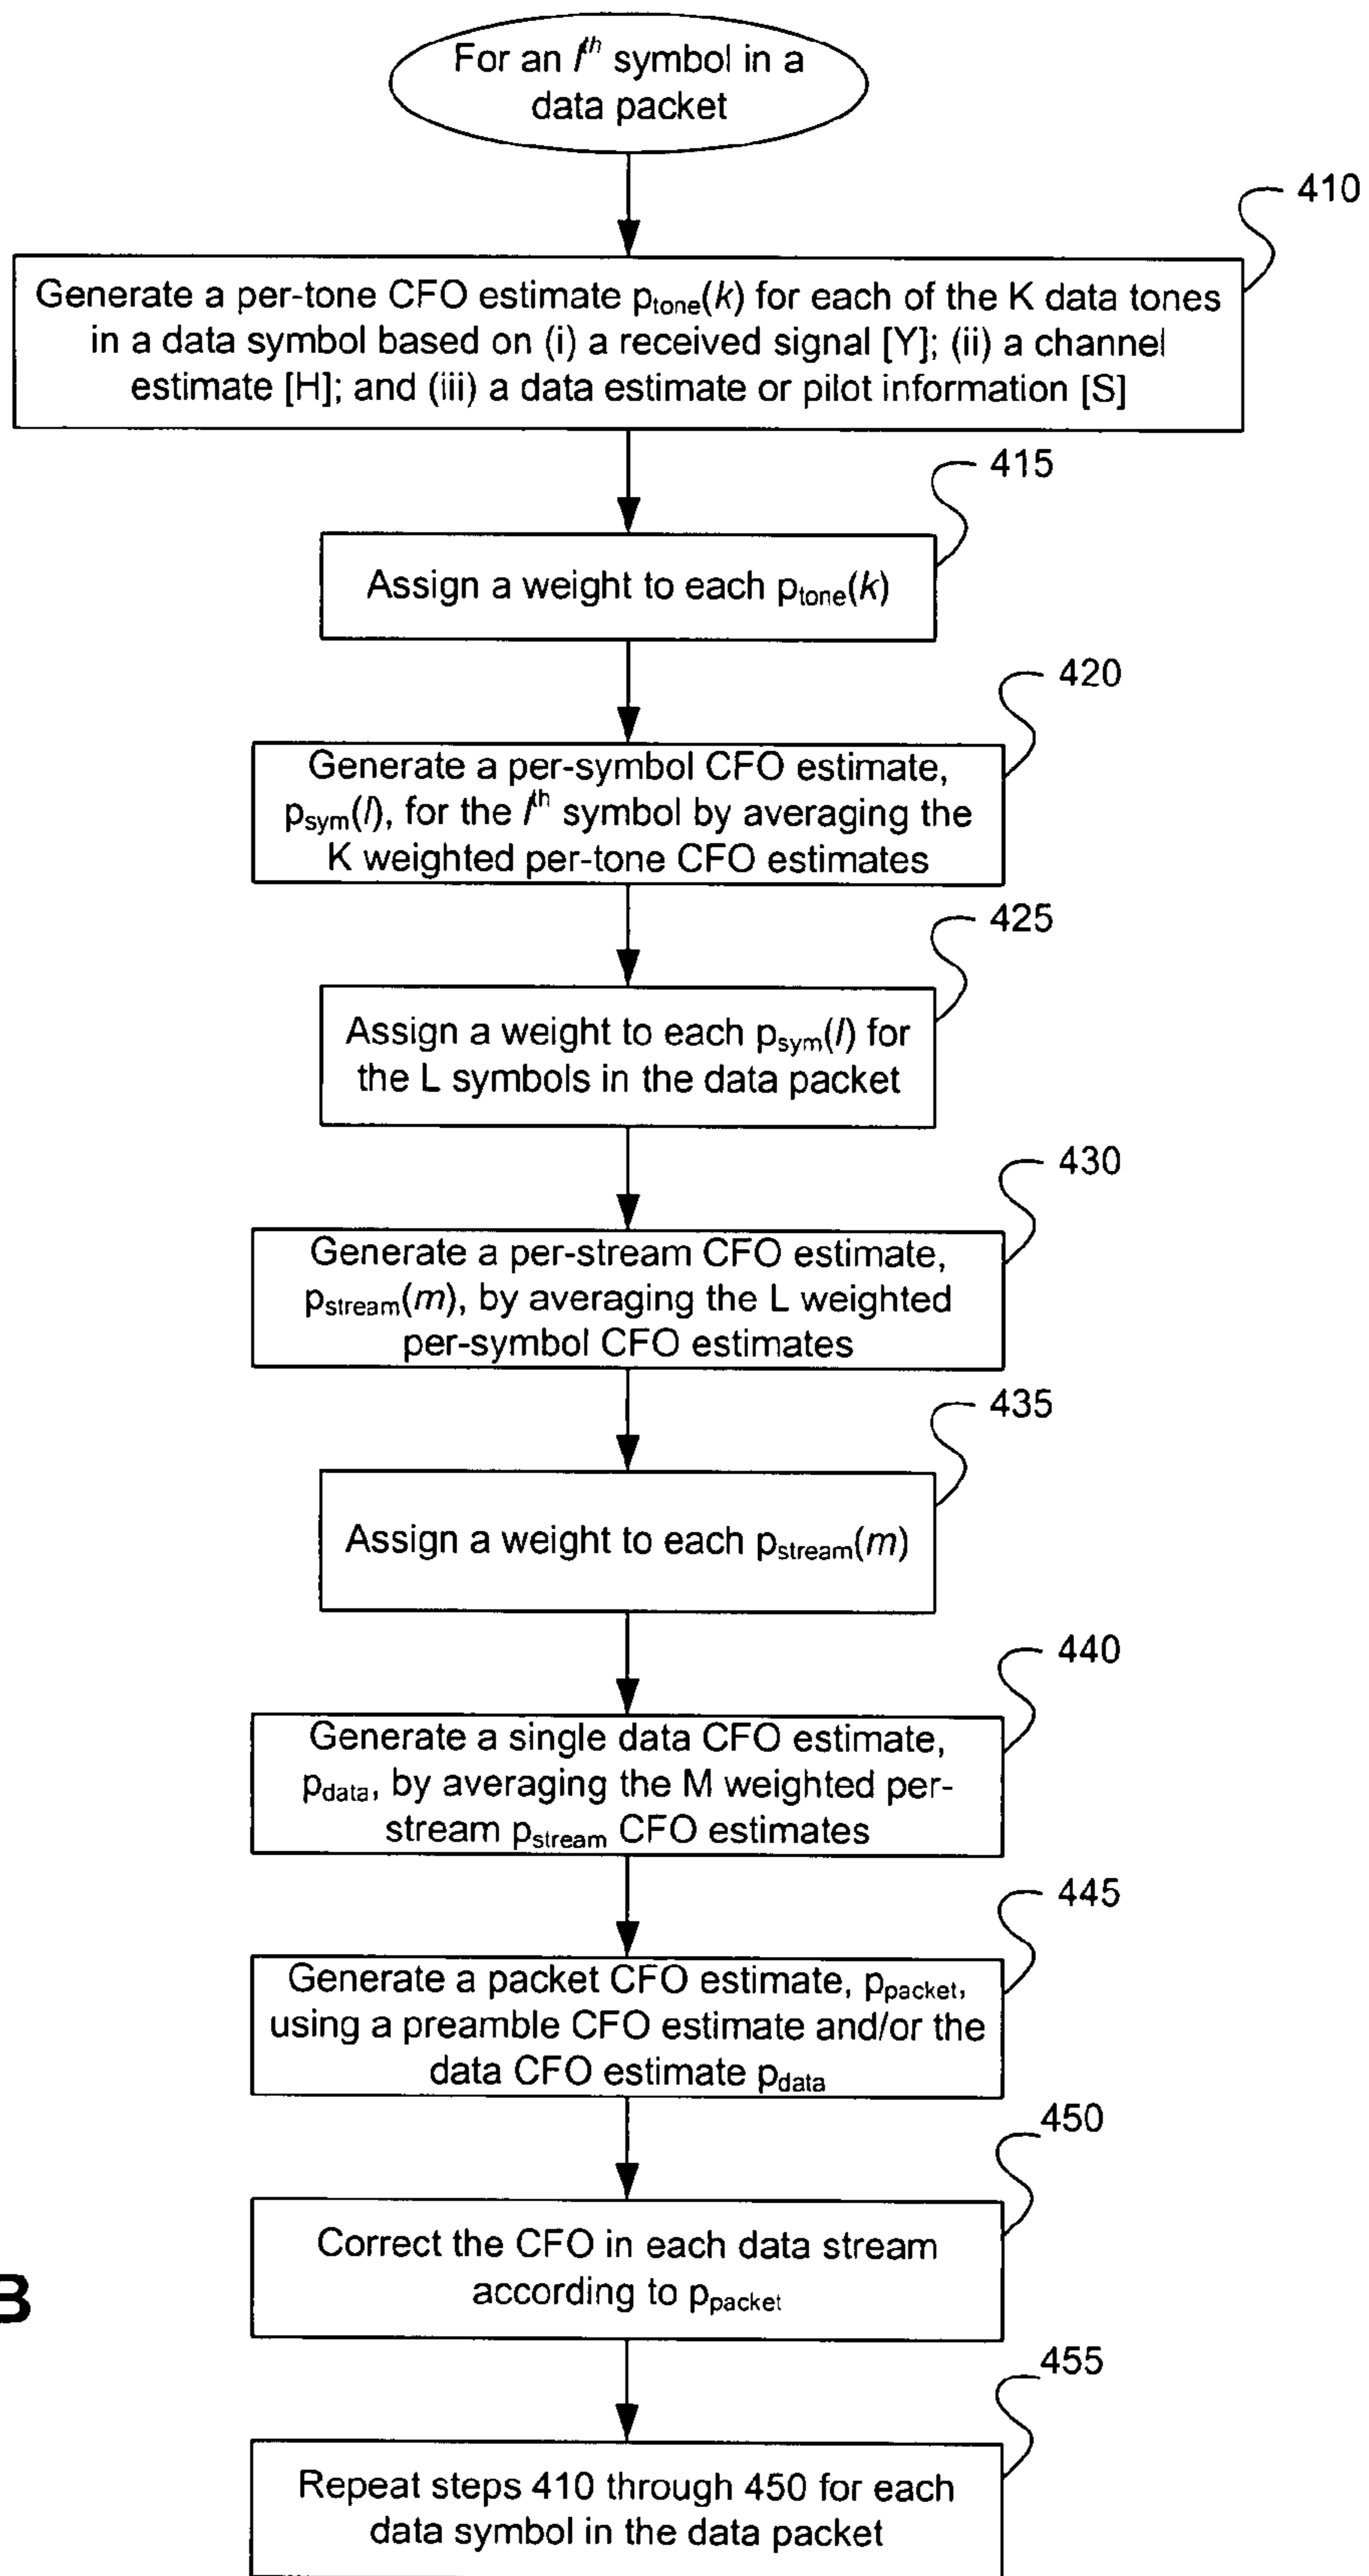 For an lth symbol in a
data packet
410
Generate a per-tone CFO estimate ptone(k) for each of the K data tones
in a data symbol based on (i) a received signal [Y]; (ii) a channel
estimate [H]; and (iii) a data estimate or pilot information [S]
415
Assign a weight to each ptone(k)
420
Generate a per-symbol CFO estimate,
psym(l), for the lth symbol by averaging the
K weighted per-tone CFO estimates
425
Assign a weight to each psym(l) for
the L symbols in the data packet
430
Generate a per-stream CFO estimate,
pstream(m), by averaging the L weighted
per-symbol CFO estimates
435
Assign a weight to each pstream(m)
440
Generate a single data CFO estimate,
pdata, by averaging the M weighted per-
stream pstream CFO estimates
445
Generate a packet CFO estimate, ppacket,
using a preamble CFO estimate and/or the
data CFO estimate pdata
450
Correct the CFO in each data stream
according to ppacket
B
455
Repeat steps 410 through 450 for each
data symbol in the data packet